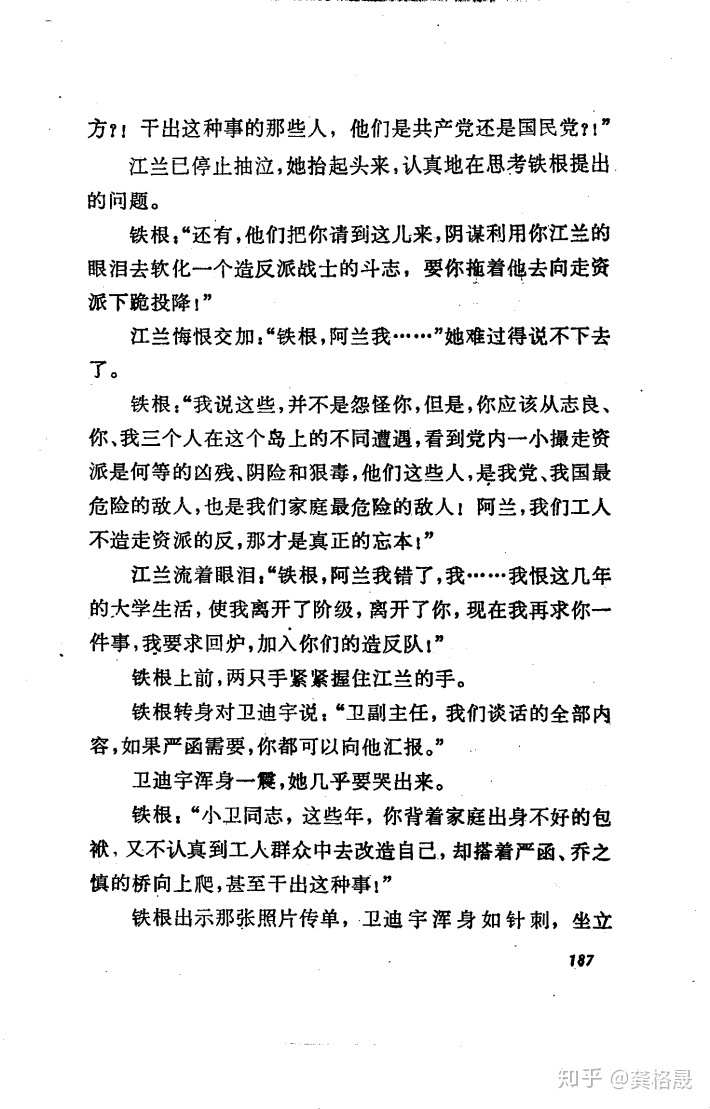 方?!  干出这种事的那些人，他们是共产党还是国民党?!”
江兰已停止抽泣，她抬起头来，认真地在思考铁根提出
的问题。
铁根：“还有，他们把你请到这儿来，阴谋利用你江兰的
眼泪去软化一个造反派战士的斗志，要你拖着他去向走资
派下跪投降！”
江兰悔恨交加：“铁根，阿兰我……”她难过得说不下去
了。
铁根：“我说这些，并不是怨怪你，但是，你应该从志良、
你、我三个人在这个岛上的不同遭遇，看到党内一小撮走资
派是何等的凶残、阴险和狠毒，他们这些人，是我党、我国最
危险的敌人，也是我们家庭最危险的敌人！阿兰，我们工人
不造走资派的反，那才是真正的忘本！”
江兰流着眼泪：“铁根，阿兰我错了，我……我恨这几年
的大学生活，使我离开了阶级，离开了你，现在我再求你一
件事，我要求回炉，加入你们的造反队！”
铁根上前，两只手紧紧握住江兰的手。
铁根转身对卫迪宇说：“卫副主任，我们谈话的全部内
容，如果严函需要，你都可以向他汇报。”
卫迪宇浑身一震，她几乎要哭出来。
铁根：“小卫同志，这些年，你背着家庭出身不好的包
袱，又不认真到工人群众中去改造自己，却搭着严函、乔之
慎的桥向上爬，甚至干出这种事！”
铁根出示那张照片传单，卫迪宇浑身如针刺，坐立
187
知乎 @龚格晟